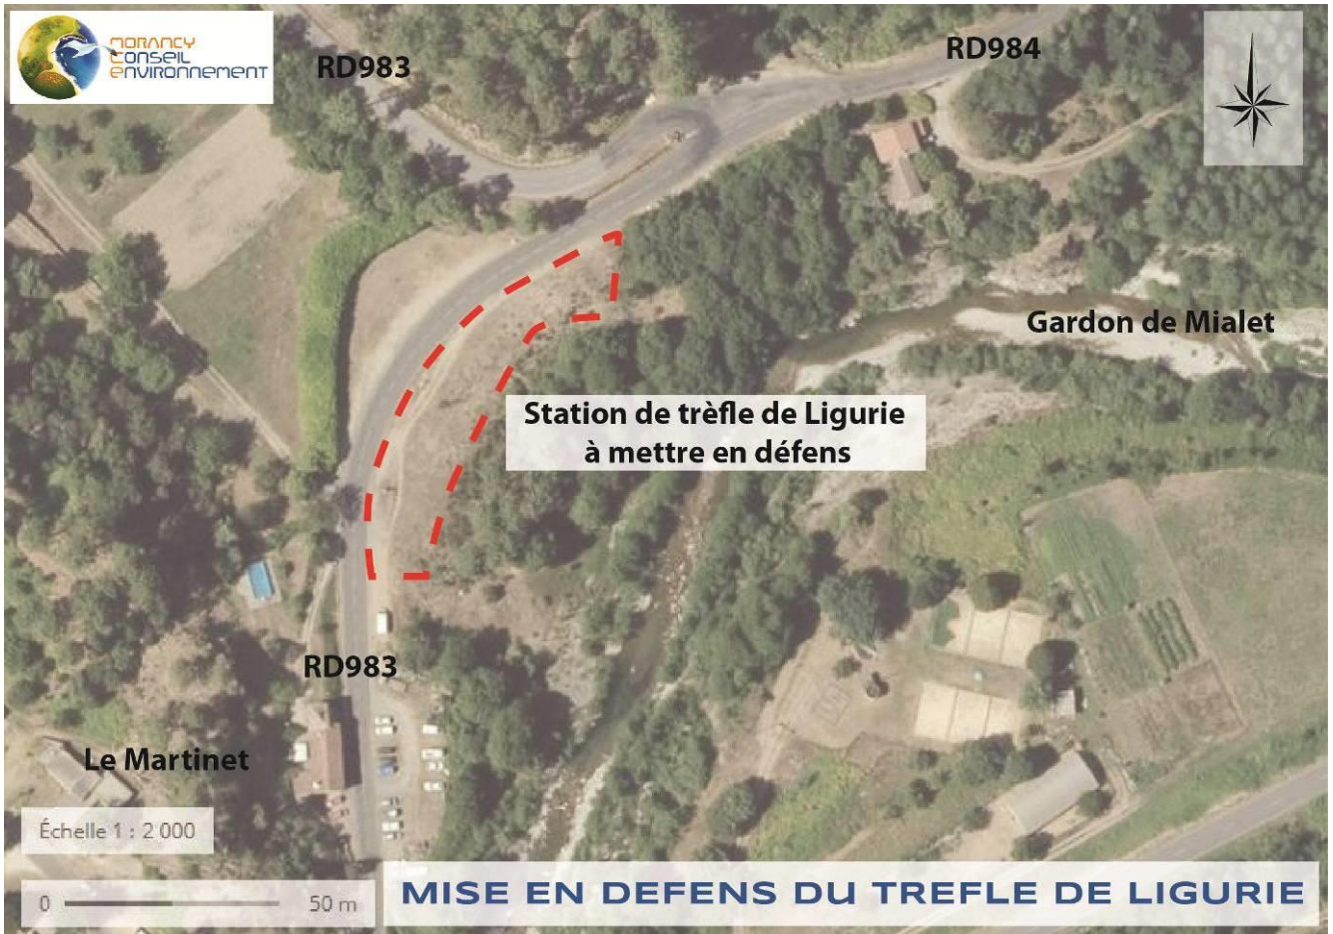 MORANCY
CONSEIL
ENVIRONNEMENT
RD983
RD984
Gardon de Mialet
Station de trèfle de Ligurie
à mettre en défens
RD983
Le Martinet
Échelle 1 : 2 000
0 50 m
MISE EN DEFENS DU TREFLE DE LIGURIE